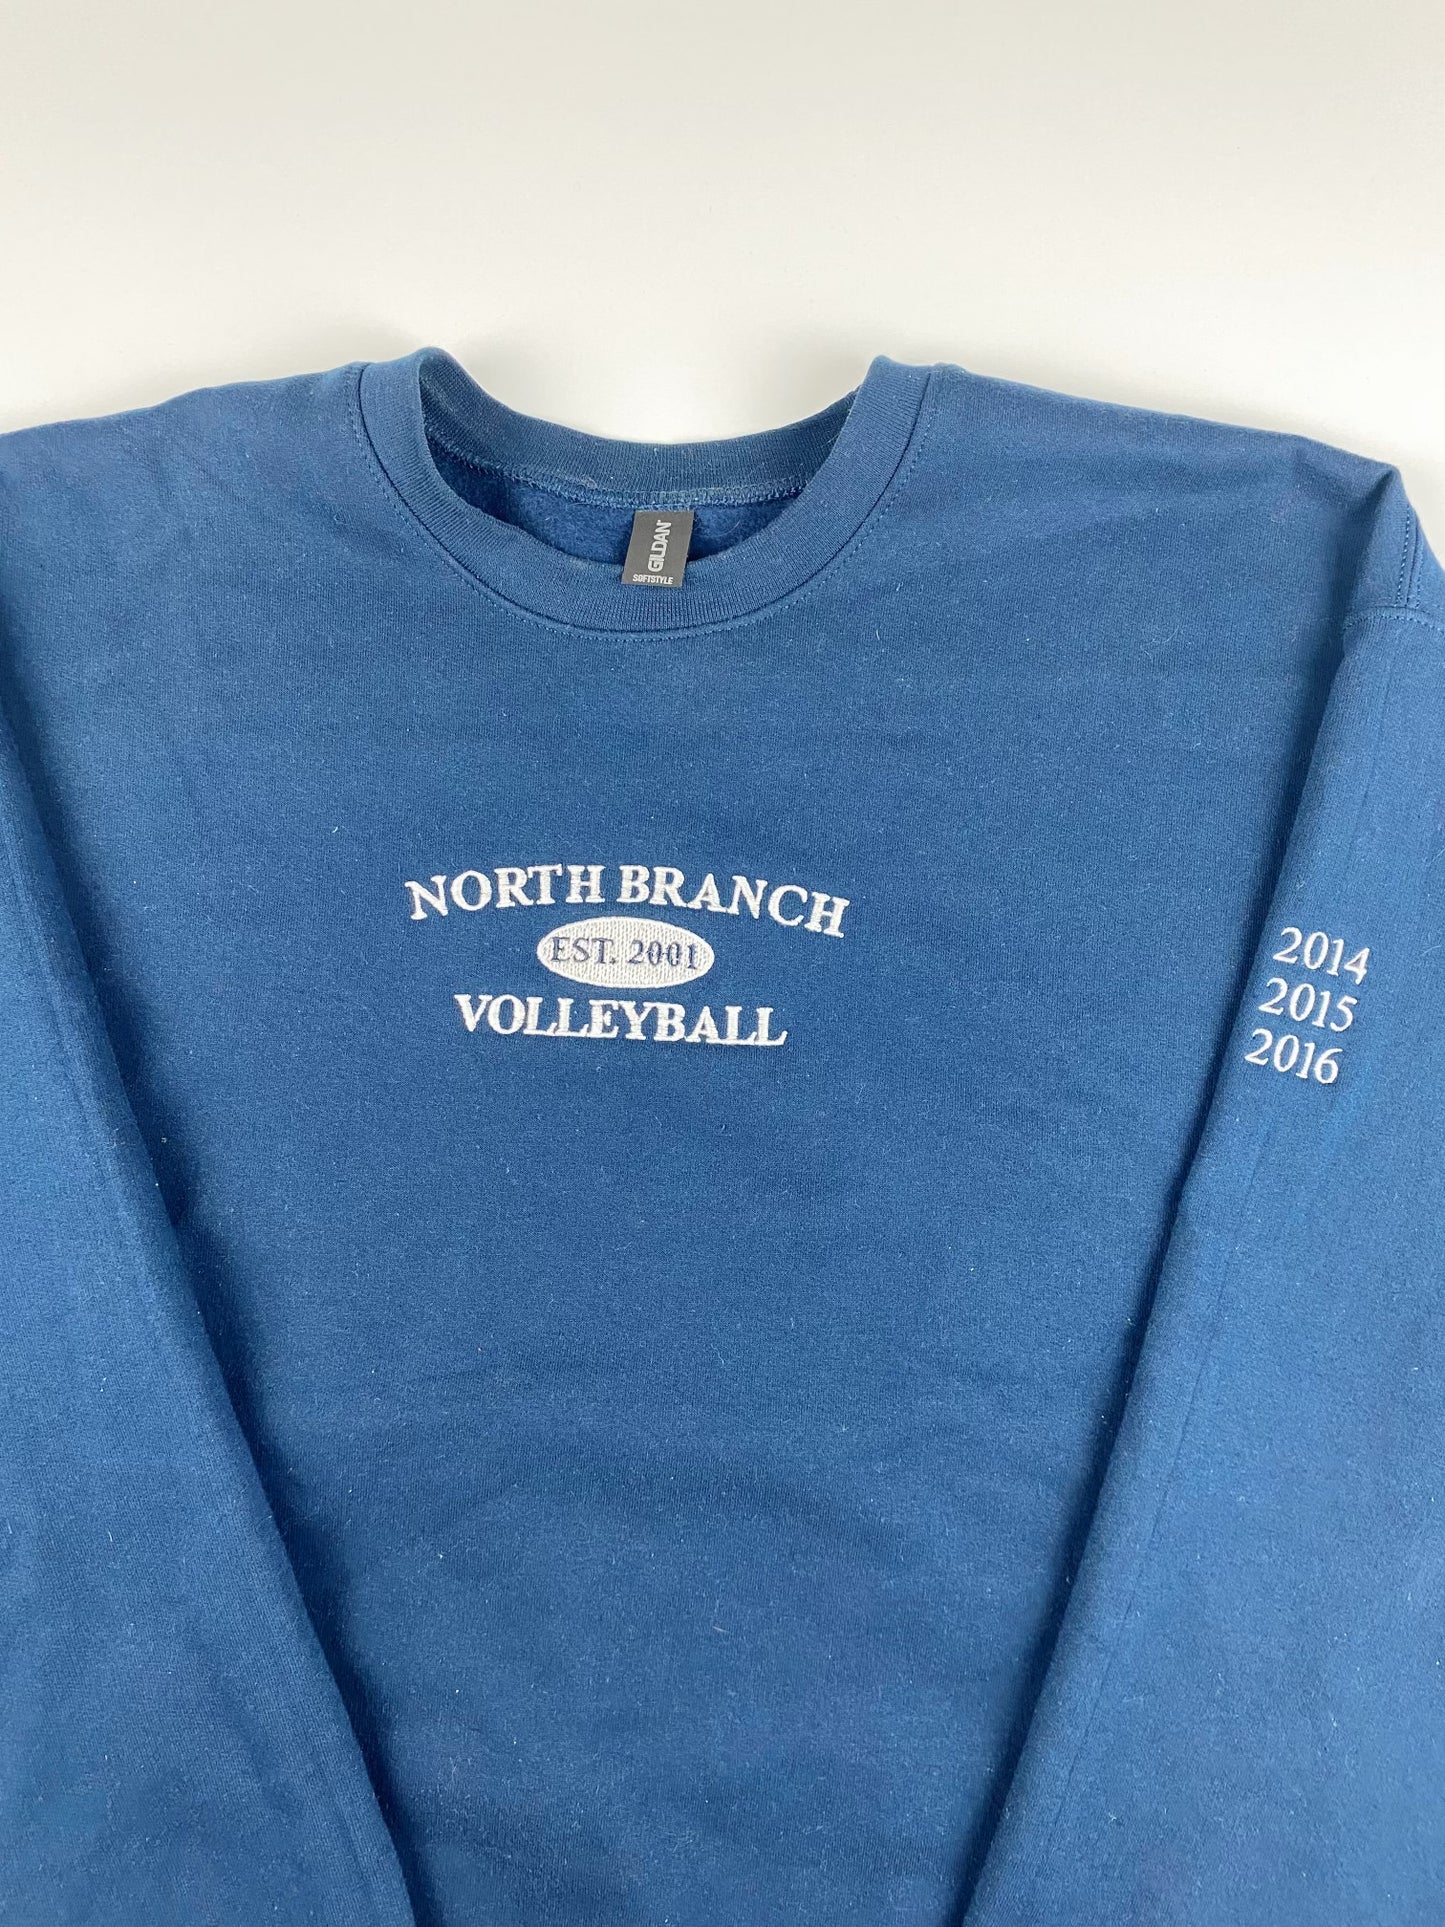 GILDAN
SOFTSTYLE
NORTH BRANCH
EST. 2001
VOLLEYBALL
2014
2015
2016